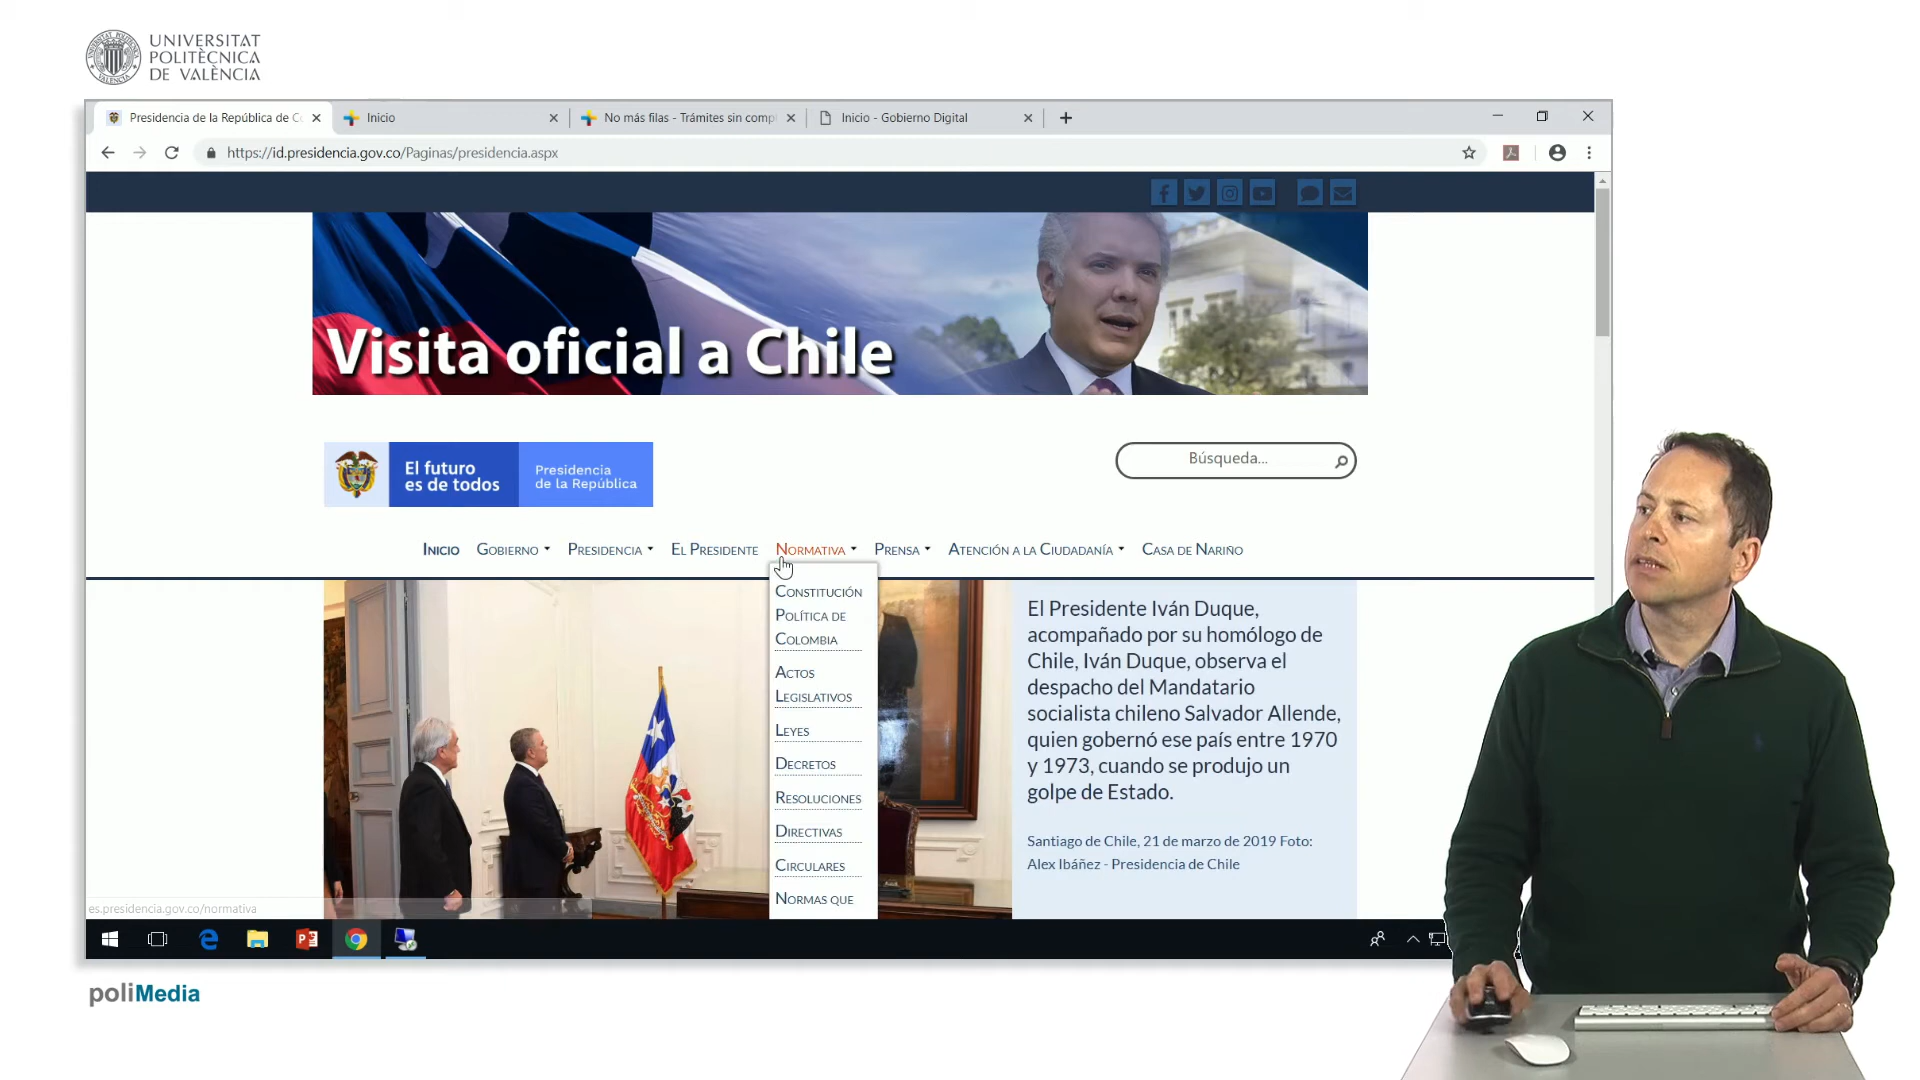 UNIVERSITAT
POLITÈCNICA
DE VALÈNCIA
Presidencia de la República de C
Inicio
No más filas - Trámites sin comp
Inicio - Gobierno Digital
https://id.presidencia.gov.co/Paginas/presidencia.aspx
Visita oficial a Chile
El futuro
es de todos
Presidencia
de la República
Búsqueda...
Inicio
Gobierno
Presidencia
El Presidente
Normativa
Prensa
Atención a la Ciudadanía
Casa de Nariño
Constitución
Política de
Colombia
Actos
Legislativos
Leyes
Decretos
Resoluciones
Directivas
Circulares
Normas que
El Presidente Iván Duque,
acompañado por su homólogo de
Chile, Iván Duque, observa el
despacho del Mandatario
socialista chileno Salvador Allende,
quien gobernó ese país entre 1970
y 1973, cuando se produjo un
golpe de Estado.
Santiago de Chile, 21 de marzo de 2019 Foto:
Alex Ibáñez - Presidencia de Chile
es.presidencia.gov.co/normativa
poliMedia